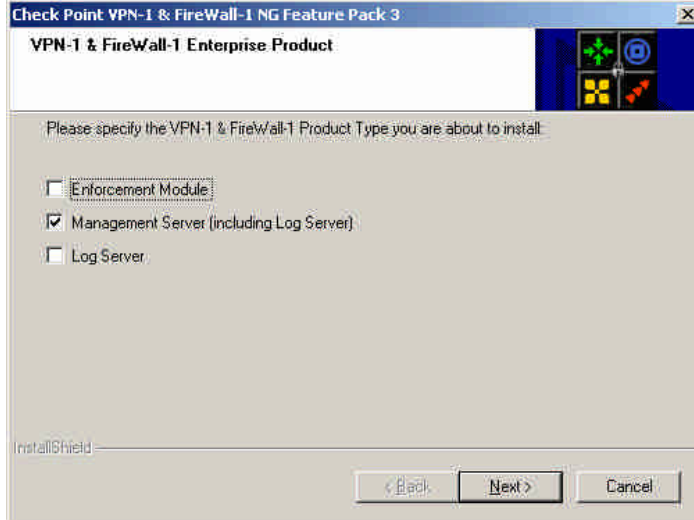 Check Point VPN-1 & FireWall-1 NG Feature Pack 3
VPN-1 & FireWall-1 Enterprise Product
Please specify the VPN-1 & FireWall-1 Product Type you are about to install:
Enforcement Module
Management Server (including Log Server)
Log Server
InstallShield
< Back
Next >
Cancel